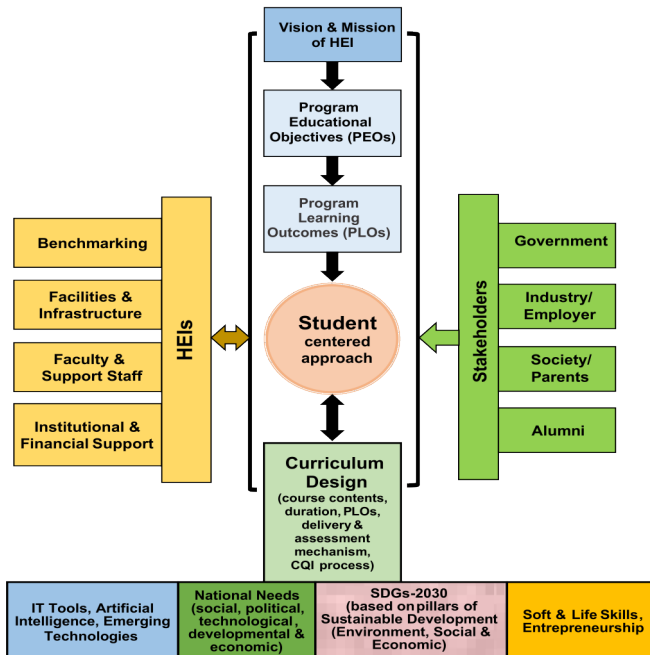 Vision & Mission
of HEI
Program
Educational
Objectives (PEOs)
Program
Learning
Outcomes (PLOs)
Benchmarking
Facilities &
Infrastructure
Faculty &
Support Staff
Institutional &
Financial Support
HEIs
Student
centered
approach
Stakeholders
Government
Industry/
Employer
Society/
Parents
Alumni
Curriculum
Design
(course contents,
duration, PLOs,
delivery &
assessment
mechanism,
CQI process)
IT Tools, Artificial
Intelligence, Emerging
Technologies
National Needs
(social, political,
technological,
developmental &
economic)
SDGs-2030
(based on pillars of
Sustainable Development
(Environment, Social &
Economic)
Soft & Life Skills,
Entrepreneurship